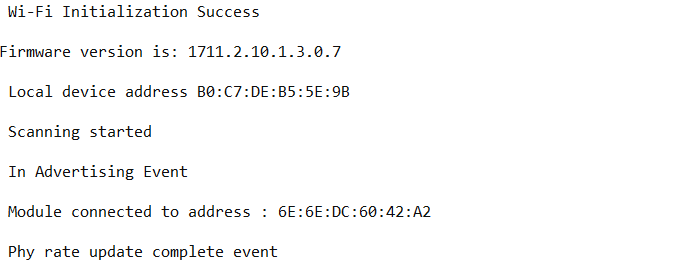 Wi-Fi Initialization Success
Firmware version is: 1711.2.10.1.3.0.7
Local device address B0:C7:DE:B5:5E:9B
Scanning started
In Advertising Event
Module connected to address : 6E:6E:DC:60:42:A2
Phy rate update complete event